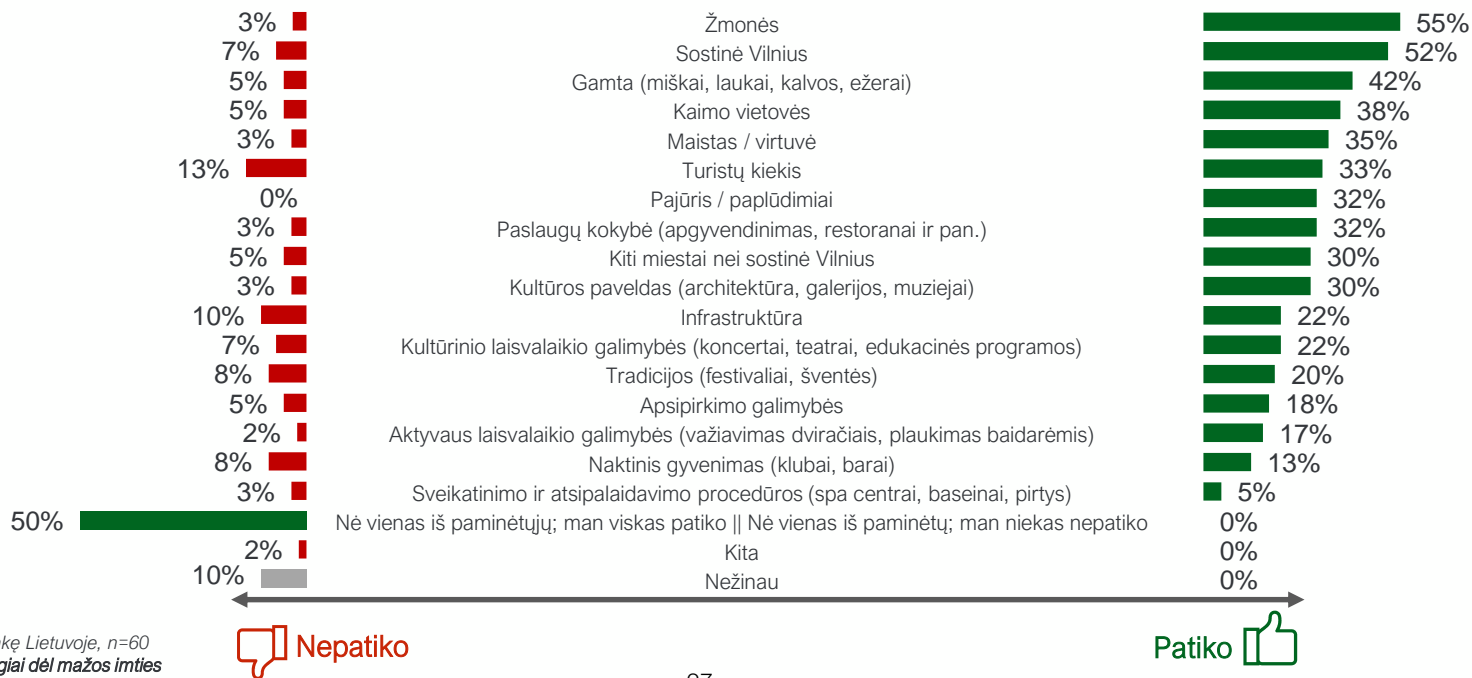 3% Žmonės 55%
7% Sostinė Vilnius 52%
5% Gamta (miškai, laukai, kalvos, ežerai) 42%
5% Kaimo vietovės 38%
3% Maistas / virtuvė 35%
13% Turistų kiekis 33%
0% Pajūris / paplūdimiai 32%
3% Paslaugų kokybė (apgyvendinimas, restoranai ir pan.) 32%
5% Kiti miestai nei sostinė Vilnius 30%
3% Kultūros paveldas (architektūra, galerijos, muziejai) 30%
10% Infrastruktūra 22%
7% Kultūrinio laisvalaikio galimybės (koncertai, teatrai, edukacinės programos) 22%
8% Tradicijos (festivaliai, šventės) 20%
5% Apsipirkimo galimybės 18%
2% Aktyvaus laisvalaikio galimybės (važiavimas dviračiais, plaukimas baidarėmis) 17%
8% Naktinis gyvenimas (klubai, barai) 13%
3% Sveikatinimo ir atsipalaidavimo procedūros (spa centrai, baseinai, pirtys) 5%
50% Nė vienas iš paminėtųjų; man viskas patiko || Nė vienas iš paminėtų; man niekas nepatiko 0%
2% Kita 0%
10% Nežinau 0%
Lietuvoje, n=60
dėl mažos imties
Nepatiko
Patiko